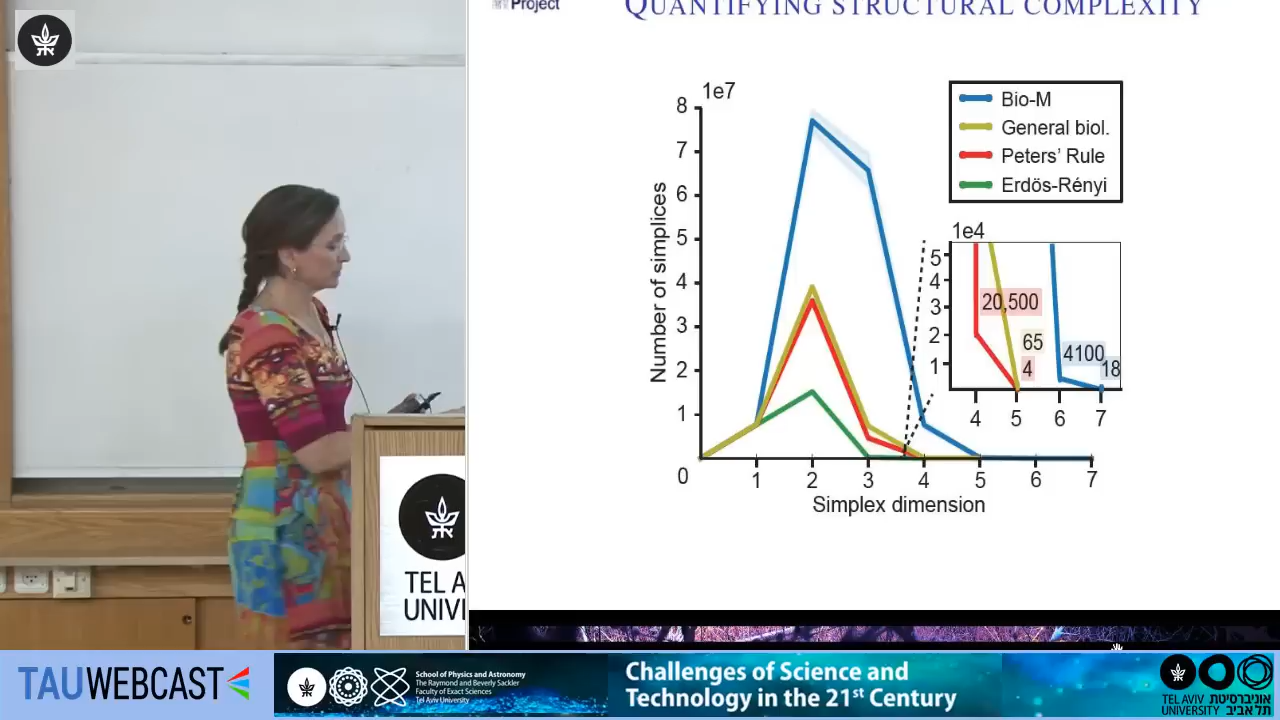 Project
QUANTIFYING STRUCTURAL COMPLEXITY
1e7
8
7
6
5
4
3
2
1
0
Number of simplices
1
2
3
4
5
6
7
Simplex dimension
Bio-M
General biol.
Peters' Rule
Erdös-Rényi
1e4
5
4
3
2
1
20,500
65
4
4100
18
4
5
6
7
TEL A
UNIV
TAUWEBCAST
School of Physics and Astronomy
The Raymond and Beverly Sackler
Faculty of Exact Sciences
Tel Aviv University
Challenges of Science and
Technology in the 21st Century
TEL AVIV אוניברסיטת
UNIVERSITY תל אביב